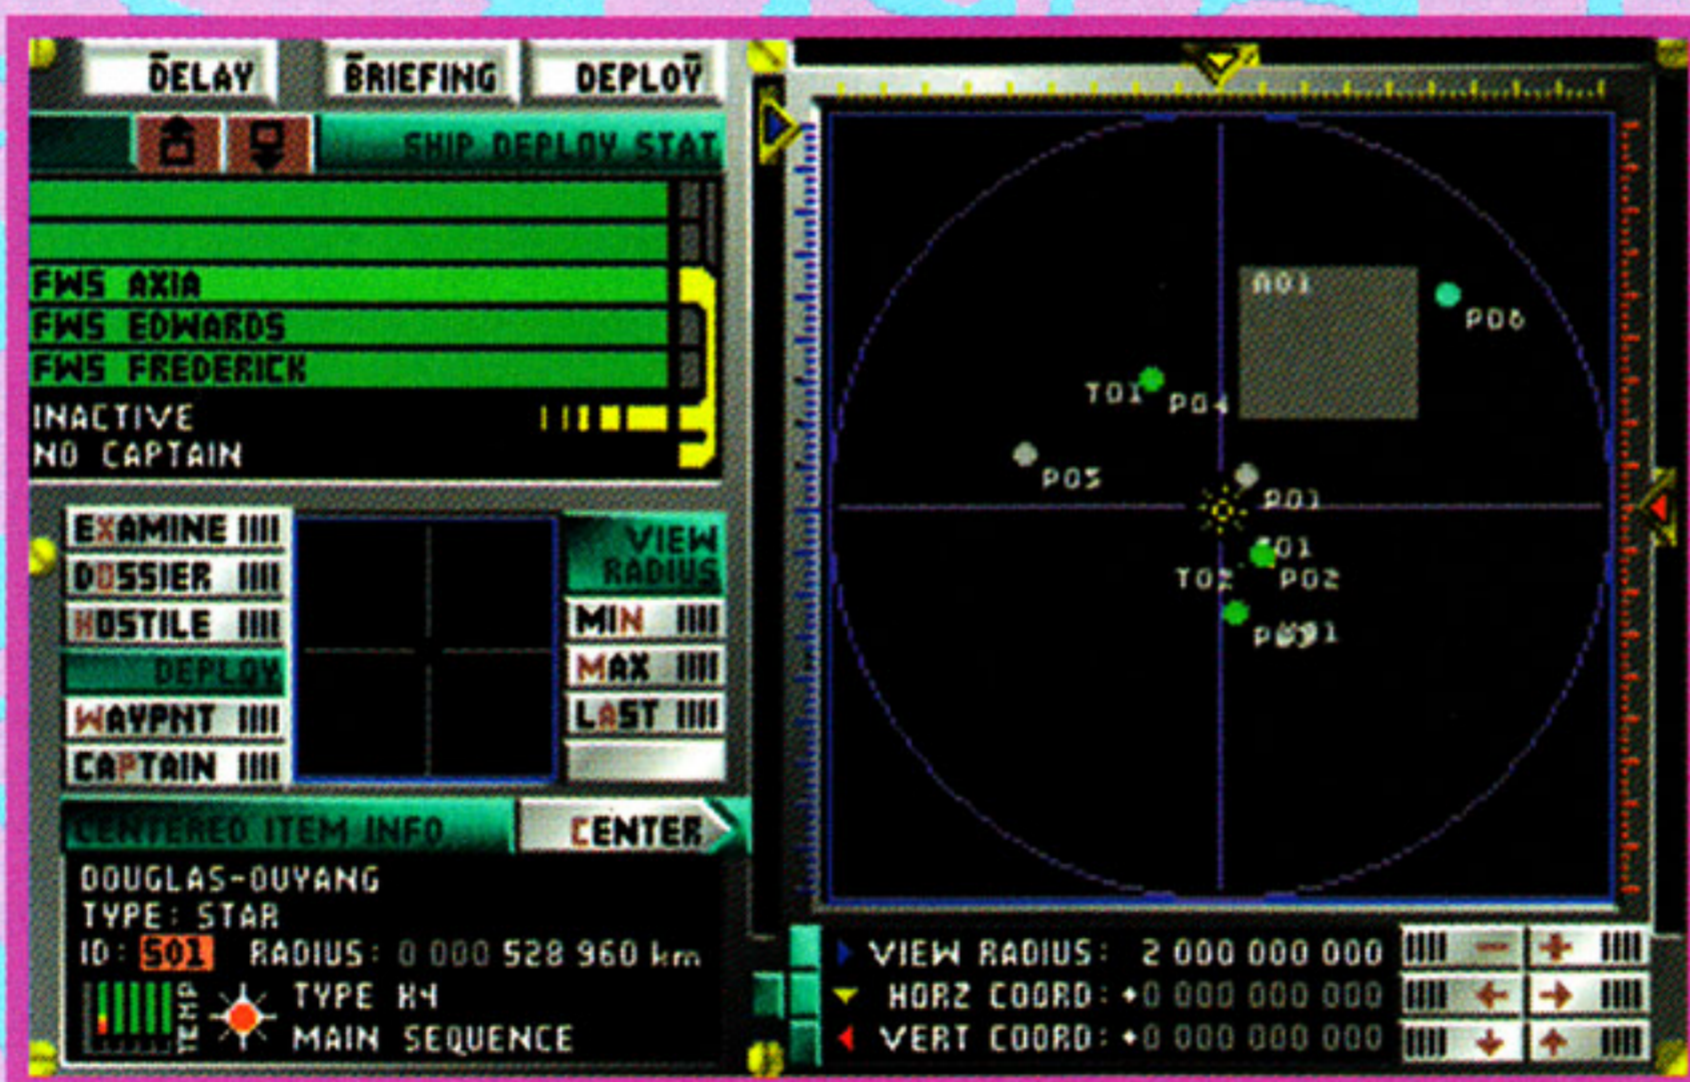 DELAY
BRIEFING
DEPLOY
SHIP DEPLOY STAT
FWS AXIA
FWS EDWARDS
FWS FREDERICK
INACTIVE
NO CAPTAIN
EXAMINE
DOSSIER
HOSTILE
DEPLOY
WAYPNT
CAPTAIN
VIEW
RADIUS
MIN
MAX
LAST
CENTERED ITEM INFO
CENTER
DOUGLAS-OUYANG
TYPE: STAR
ID: S01 RADIUS: 0 000 528 960 km
TEMP
TYPE K4
MAIN SEQUENCE
A01
P06
T01
P04
P05
P01
T02
P02
VIEW RADIUS: 2 000 000 000
HORZ COORD: +0 000 000 000
VERT COORD: +0 000 000 000